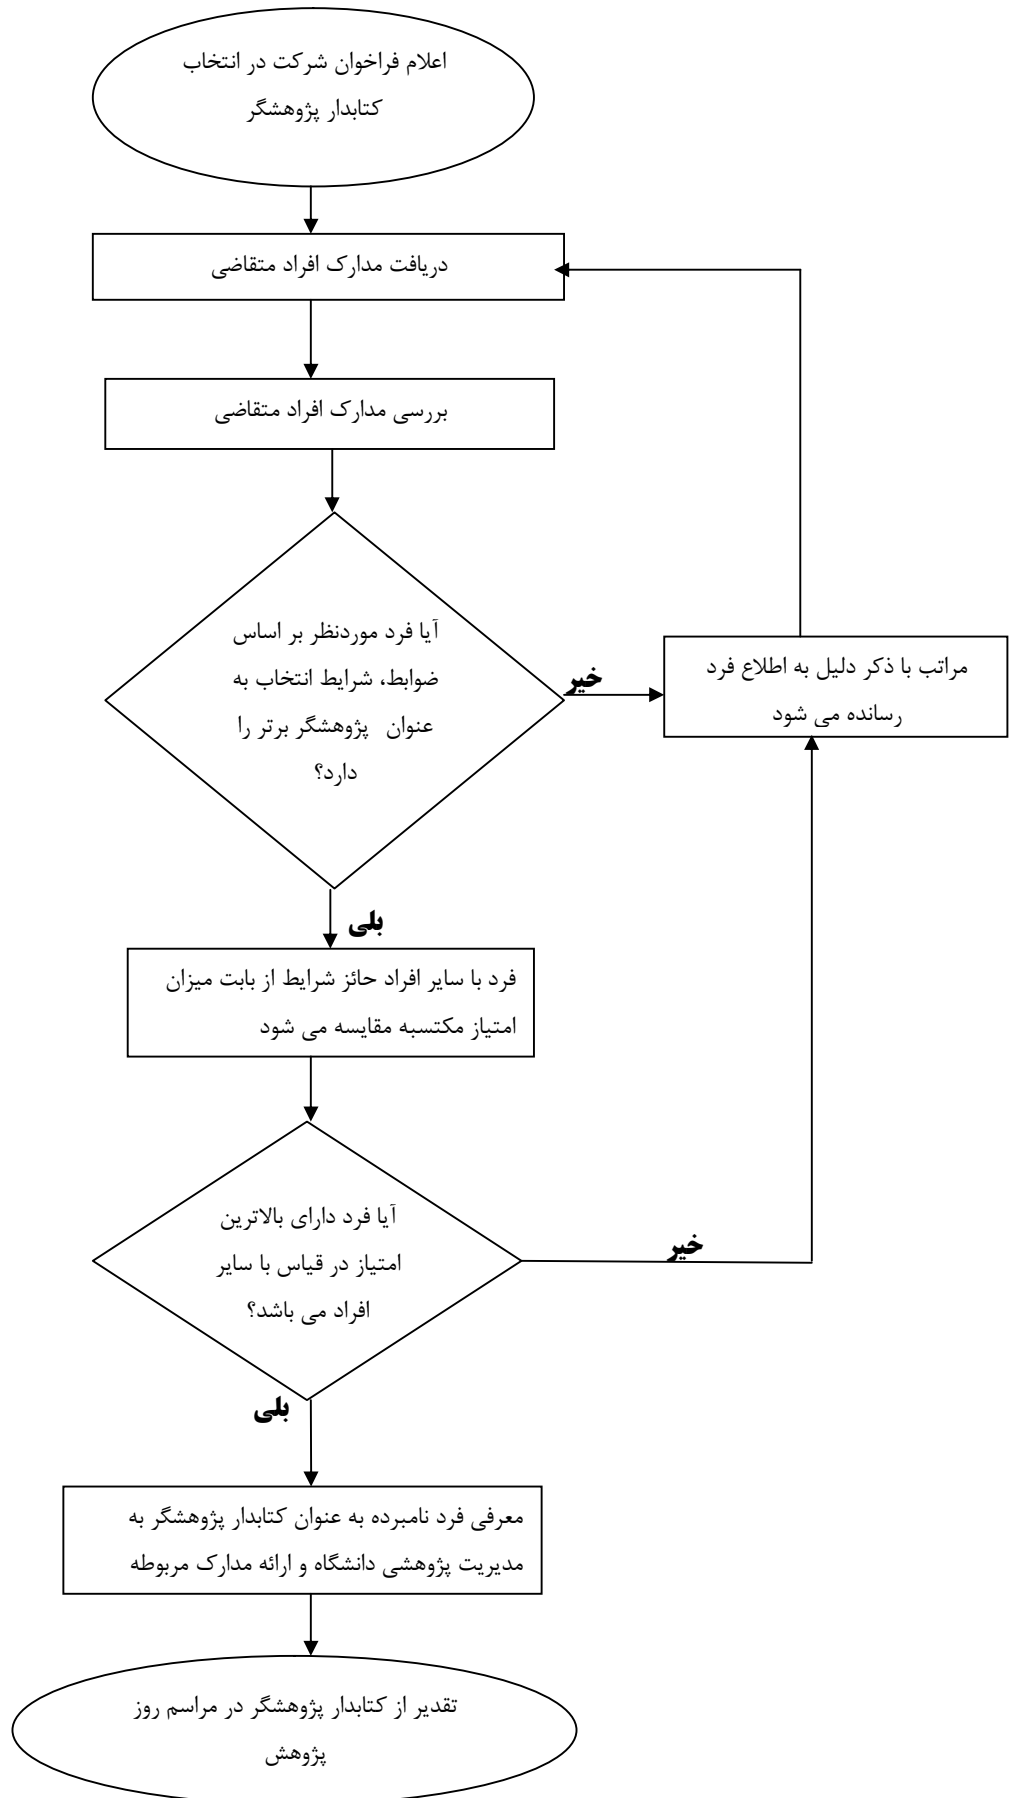 اعلام فراخوان شرکت در انتخاب
کتابدار پژوهشگر
دریافت مدارک افراد متقاضی
بررسی مدارک افراد متقاضی
آیا فرد موردنظر بر اساس
ضوابط، شرایط انتخاب به
عنوان پژوهشگر برتر را
دارد؟
خیر
مراتب با ذکر دلیل به اطلاع فرد
رسانده می شود
بلی
فرد با سایر افراد حائز شرایط از بابت میزان
امتیاز مکتسبه مقایسه می شود
آیا فرد دارای بالاترین
امتیاز در قیاس با سایر
افراد می باشد؟
خیر
بلی
معرفی فرد نامبرده به عنوان کتابدار پژوهشگر به
مدیریت پژوهشی دانشگاه و ارائه مدارک مربوطه
تقدیر از کتابدار پژوهشگر در مراسم روز
پژوهش